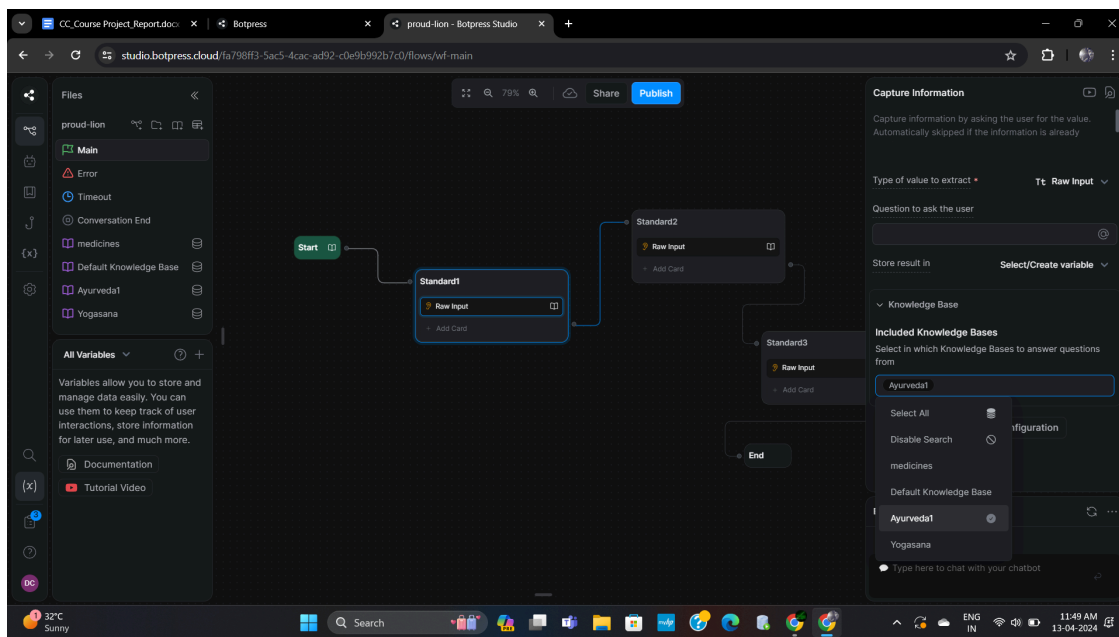 CC_Course Project_Report.docx
Botpress
proud-lion - Botpress Studio
studio.botpress.cloud/fa798ff3-5ac5-4cac-ad92-c0e9b992b7c0/flows/wf-main
Files
proud-lion
Main
Error
Timeout
Conversation End
medicines
Default Knowledge Base
Ayurveda1
Yogasana
All Variables
Variables allow you to store and
manage data easily. You can
use them to keep track of user
interactions, store information
for later use, and much more.
Documentation
Tutorial Video
{x}
(x)
3
DC
79%
Share
Publish
Start
Standard1
Raw Input
+ Add Card
Standard2
Raw Input
+ Add Card
Standard3
Raw Input
+ Add Card
End
Capture Information
Capture information by asking the user for the value.
Automatically skipped if the information is already
Type of value to extract *
Tt Raw Input
Question to ask the user
@
Store result in
Select/Create variable
Knowledge Base
Included Knowledge Bases
Select in which Knowledge Bases to answer questions
from
Ayurveda1
Select All
Disable Search
medicines
Default Knowledge Base
Ayurveda1
Yogasana
nfiguration
Type here to chat with your chatbot
1
32°C
Sunny
Search
ENG
IN
11:49 AM
13-04-2024